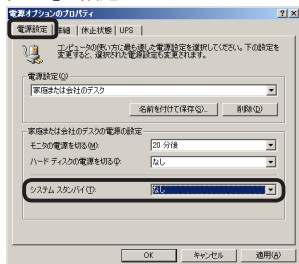 電源オプションのプロパティ
電源設定 詳細 休止状態 UPS
コンピュータの使い方に最も適した電源設定を選択してください。下の設定を
変更すると、選択された電源設定も変更されます。
電源設定(O)
家庭または会社のデスク
名前を付けて保存(S)... 削除(D)
家庭または会社のデスク の電源の設定
モニタの電源を切る(M): 20 分後
ハード ディスクの電源を切る(I): なし
システム スタンバイ(T): なし
OK キャンセル 適用(A)